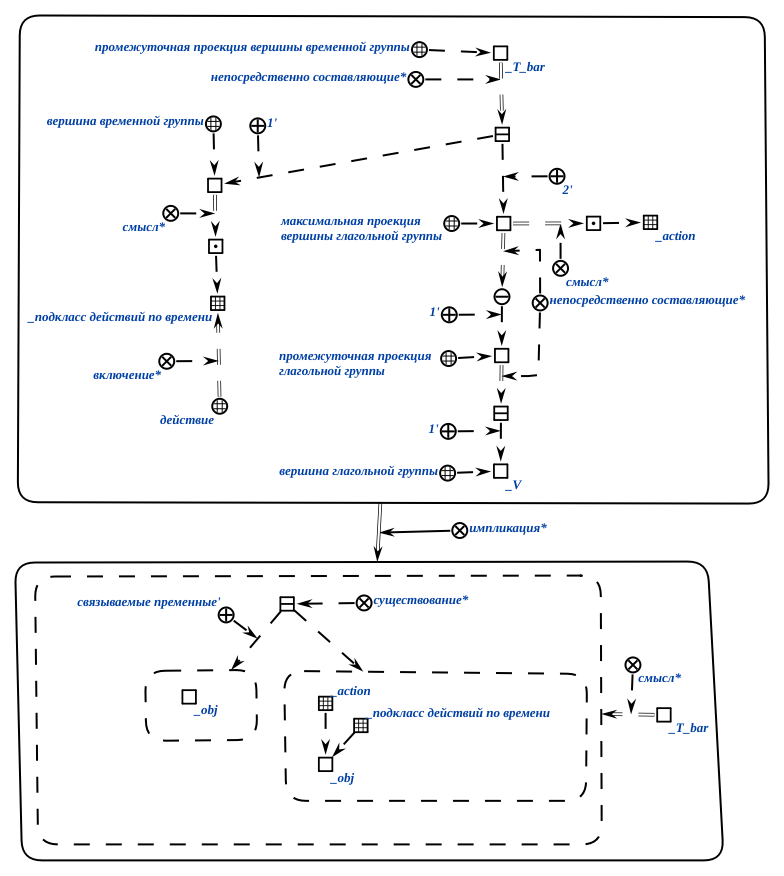 промежуточная проекция вершины временной группы
_T_bar
непосредственно составляющие*
вершина временной группы
1'
2'
смысл*
максимальная проекция
вершины глагольной группы
_action
смысл*
непосредственно составляющие*
1'
_подкласс действий по времени
промежуточная проекция
глагольной группы
включение*
действие
1'
вершина глагольной группы
_V
импликация*
связываемые пременные'
существование*
смысл*
_action
_obj
_подкласс действий по времени
_T_bar
_obj